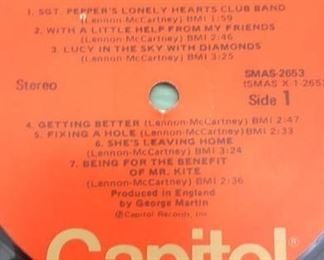 1. SGT. PEPPER'S LONELY HEARTS CLUB BAND
(Lennon-McCartney) BMI 1:59
2. WITH A LITTLE HELP FROM MY FRIENDS
(Lennon-McCartney) BMI 2:46
3. LUCY IN THE SKY WITH DIAMONDS
(Lennon-McCartney) BMI
3:25
Stereo
SMAS-2653
(SMAS X 1-2653
Side 1
4. GETTING BETTER (Lennon-McCartney) BMI 2:47
5. FIXING A HOLE (Lennon-McCartney) BMI 2:33
6. SHE'S LEAVING HOME
(Lennon-McCartney) BMI 3:24
7. BEING FOR THE BENEFIT
OF MR. KITE
(Lennon-McCartney) BMI 2:36
Produced in England
by George Martin
Ⓟ Capitol Records, Inc
Capitol®